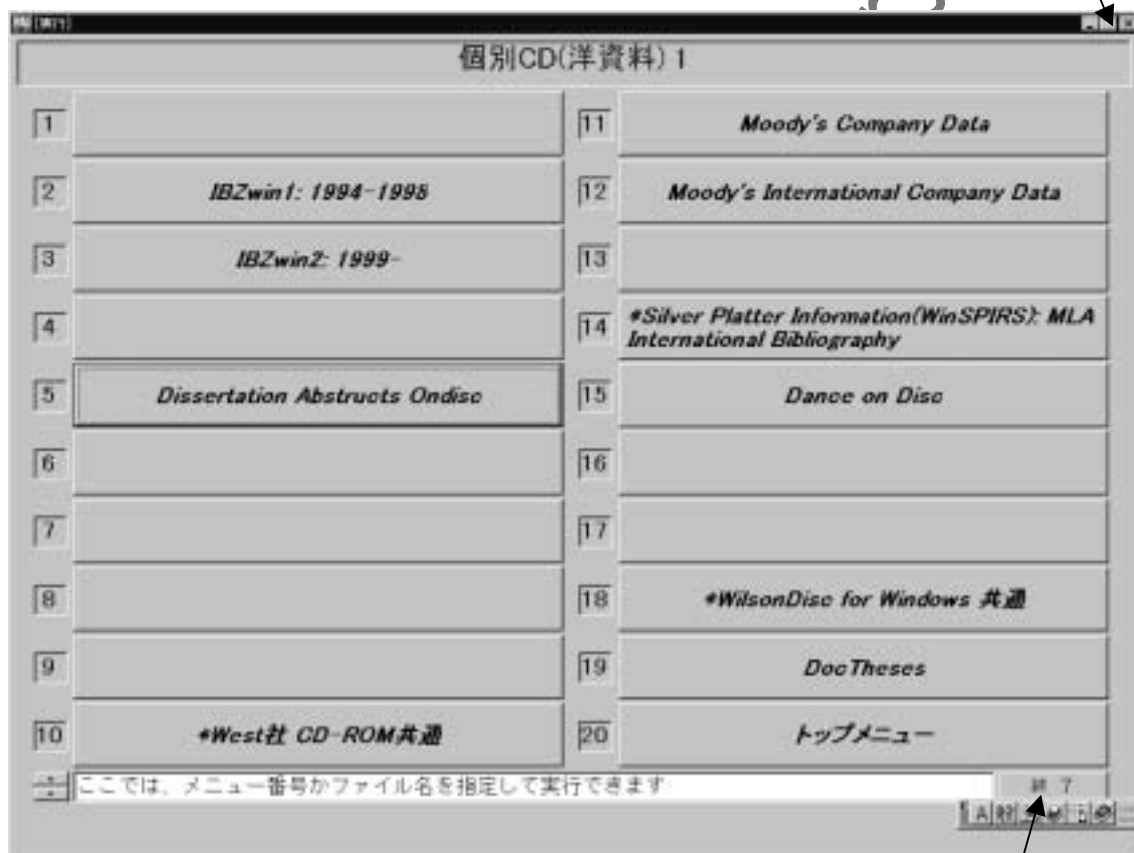 個別CD(洋資料) 1
1
2 IBZwin1: 1994-1998
3 IBZwin2: 1999-
4
5 Dissertation Abstructs Ondisc
6
7
8
9
10 *West社 CD-ROM共通
11 Moody's Company Data
12 Moody's International Company Data
13
14 *Silver Platter Information(WinSPIRS): MLA
International Bibliography
15 Dance on Disc
16
17
18 *WilsonDisc for Windows 共通
19 DocTheses
20 トップメニュー
ここでは、メニュー番号かファイル名を指定して実行できます
終了
A 般